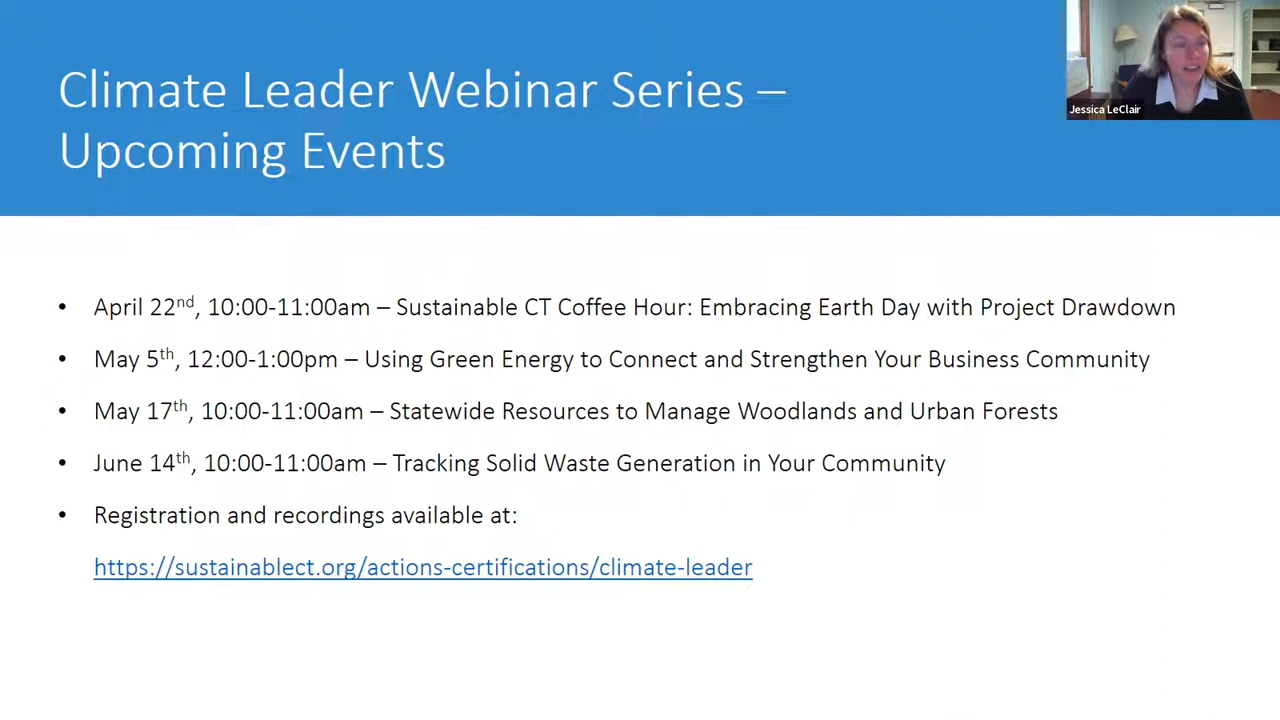 Climate Leader Webinar Series –
Upcoming Events
Jessica LeClair
• April 22nd, 10:00-11:00am – Sustainable CT Coffee Hour: Embracing Earth Day with Project Drawdown
• May 5th, 12:00-1:00pm – Using Green Energy to Connect and Strengthen Your Business Community
• May 17th, 10:00-11:00am – Statewide Resources to Manage Woodlands and Urban Forests
• June 14th, 10:00-11:00am – Tracking Solid Waste Generation in Your Community
• Registration and recordings available at:
https://sustainablect.org/actions-certifications/climate-leader